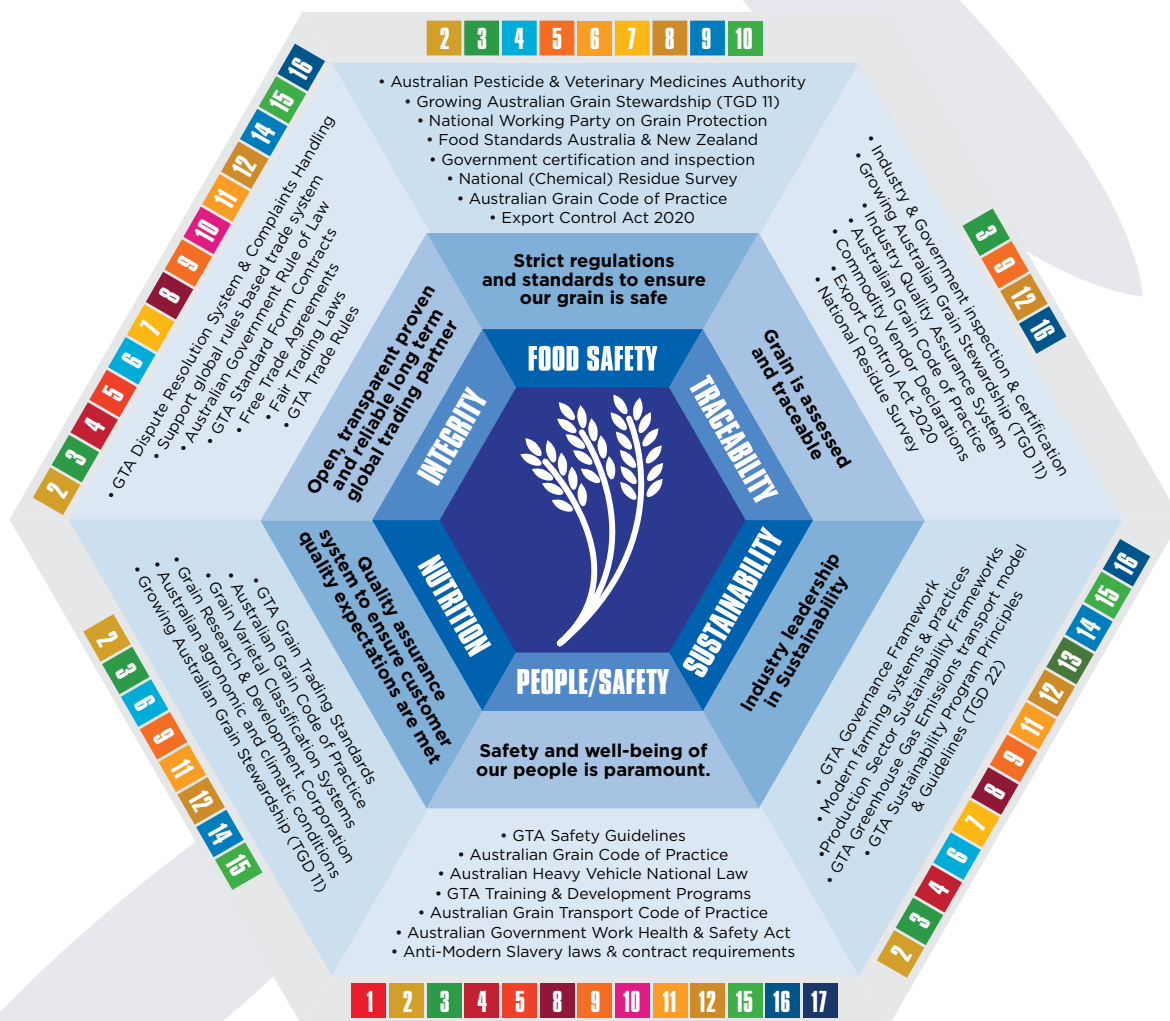 2 3 4 5 6 7 8 9 10
• Australian Pesticide & Veterinary Medicines Authority
• Growing Australian Grain Stewardship (TGD 11)
• National Working Party on Grain Protection
• Food Standards Australia & New Zealand
• Government certification and inspection
• National (Chemical) Residue Survey
• Australian Grain Code of Practice
• Export Control Act 2020
Strict regulations
and standards to ensure
our grain is safe
FOOD SAFETY
3 9 12 16
• Industry & Government inspection & certification
• Growing Australian Grain Stewardship (TGD 11)
• Industry Quality Assurance System
• Australian Grain Code of Practice
• Commodity Vendor Declarations
• Export Control Act 2020
• National Residue Survey
Grain is assessed
and traceable
TRACEABILITY
SUSTAINABILITY
Industry leadership
in Sustainability
• GTA Governance Framework
• Modern farming systems & practices
•Production Sector Sustainability Frameworks
• GTA Greenhouse Gas Emissions transport model
• GTA Sustainability Program Principles
& Guidelines (TGD 22)
2 3 4 6 7 8 9 11 12 13 14 15 16
PEOPLE/SAFETY
Safety and well-being of
our people is paramount.
• GTA Safety Guidelines
• Australian Grain Code of Practice
• Australian Heavy Vehicle National Law
• GTA Training & Development Programs
• Australian Grain Transport Code of Practice
• Australian Government Work Health & Safety Act
• Anti-Modern Slavery laws & contract requirements
1 2 3 4 5 8 9 10 11 12 15 16 17
NUTRITION
Quality assurance
system to ensure customer
quality expectations are met
• GTA Grain Trading Standards
• Australian Grain Code of Practice
• Grain Varietal Classification Systems
• Grain Research & Development Corporation
• Australian agronomic and climatic conditions
• Growing Australian Grain Stewardship (TGD 11)
2 3 6 9 11 12 14 15
INTEGRITY
Open, transparent proven
and reliable long term
global trading partner
• GTA Dispute Resolution System & Complaints Handling
• Support global rules based trade system
• Australian Government Rule of Law
• GTA Standard Form Contracts
• Free Trade Agreements
• Fair Trading Laws
• GTA Trade Rules
2 3 4 5 6 7 8 9 10 11 12 14 15 16